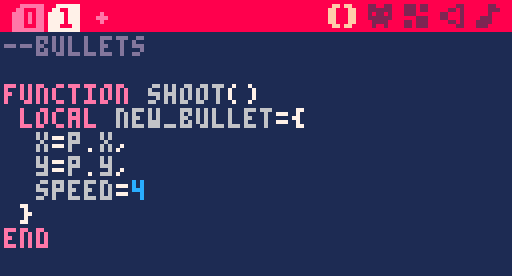 0 1 +
--BULLETS
FUNCTION SHOOT()
LOCAL NEW_BULLET={
X=P.X,
Y=P.Y,
SPEED=4
}
END